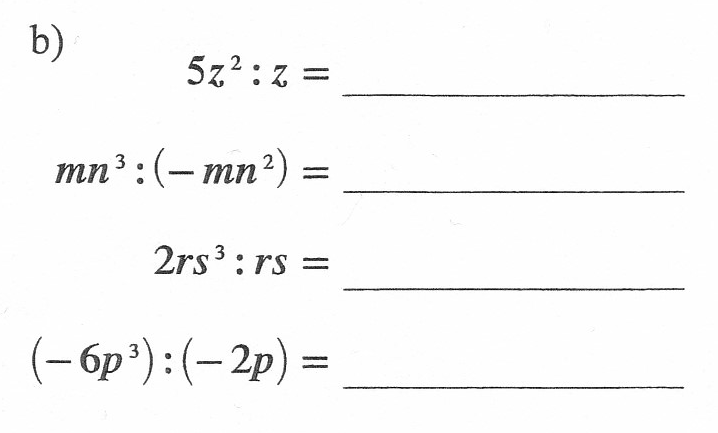 b)
5z² : z =
mn³ : (– mn²) =
2rs³ : rs =
(– 6p³) : (– 2p) =